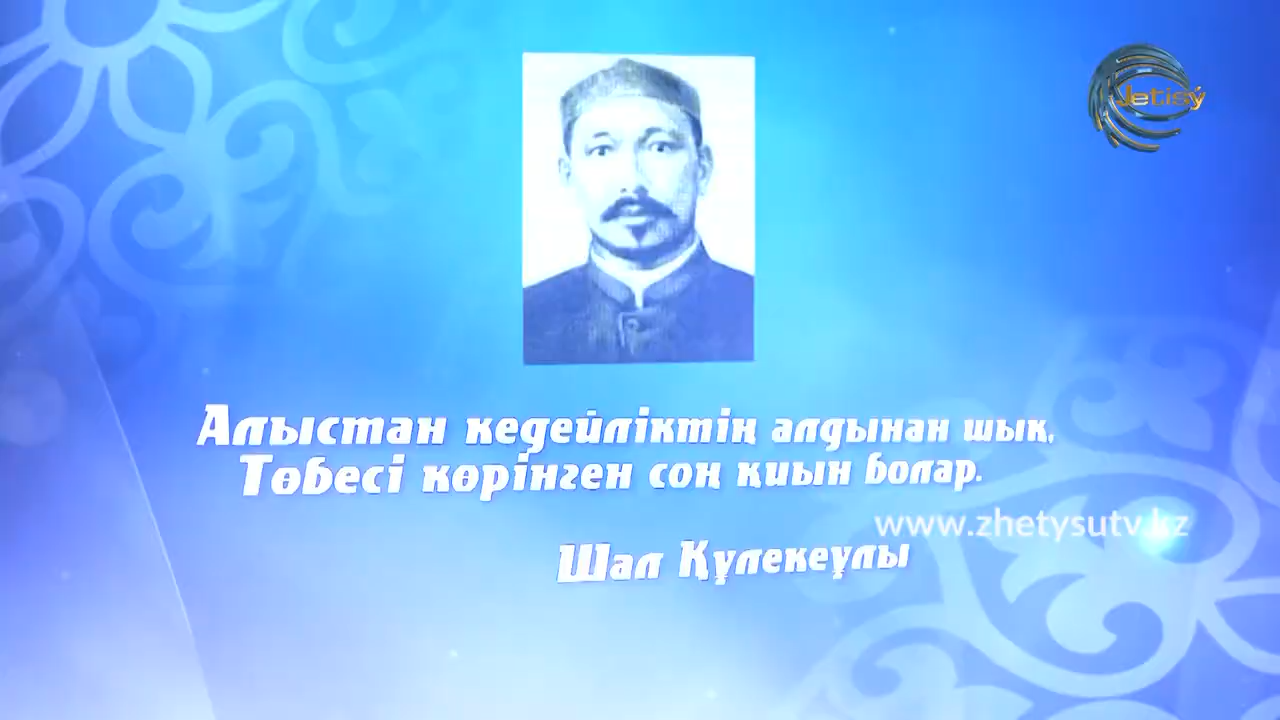 Jetisý
Алыстан кедейліктің алдынан шық,
Төбесі көрінген соң қиын болар.
www.zhetysutv.kz
Шал Құлекеұлы